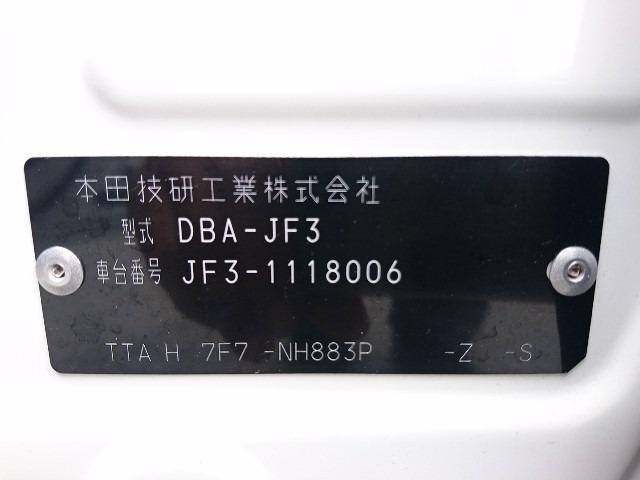 本田技研工業株式会社
型式 DBA-JF3
車台番号 JF3-1118006
TTA H 7F7 -NH883P -Z -S